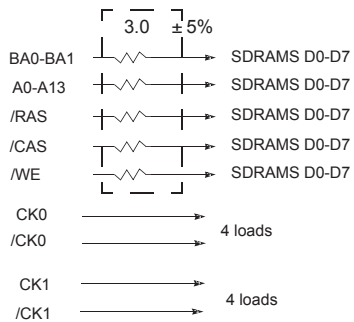 3.0 ± 5%
BA0-BA1 SDRAMS D0-D7
A0-A13 SDRAMS D0-D7
/RAS SDRAMS D0-D7
/CAS SDRAMS D0-D7
/WE SDRAMS D0-D7
CK0
/CK0
4 loads
CK1
/CK1
4 loads